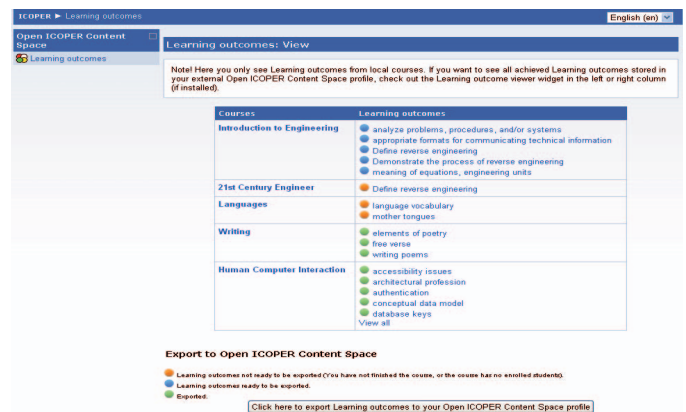 ICOPER ► Learning outcomes
English (en)
Open ICOPER Content
Space
Learning outcomes
Learning outcomes: View
Note! Here you only see Learning outcomes from local courses. If you want to see all achieved Learning outcomes stored in
your external Open ICOPER Content Space profile, check out the Learning outcome viewer widget in the left or right column
(if installed).
Courses
Learning outcomes
Introduction to Engineering
analyze problems, procedures, and/or systems
appropriate formats for communicating technical information
Define reverse engineering
Demonstrate the process of reverse engineering
meaning of equations, engineering units
21st Century Engineer
Define reverse engineering
Languages
language vocabulary
mother tongues
Writing
elements of poetry
free verse
writing poems
Human Computer Interaction
accessibility issues
architectural profession
authentication
conceptual data model
database keys
View all
Export to Open ICOPER Content Space
Learning outcomes not ready to be exported (You have not finished the course, or the course has no enrolled students).
Learning outcomes ready to be exported.
Exported.
Click here to export Learning outcomes to your Open ICOPER Content Space profile